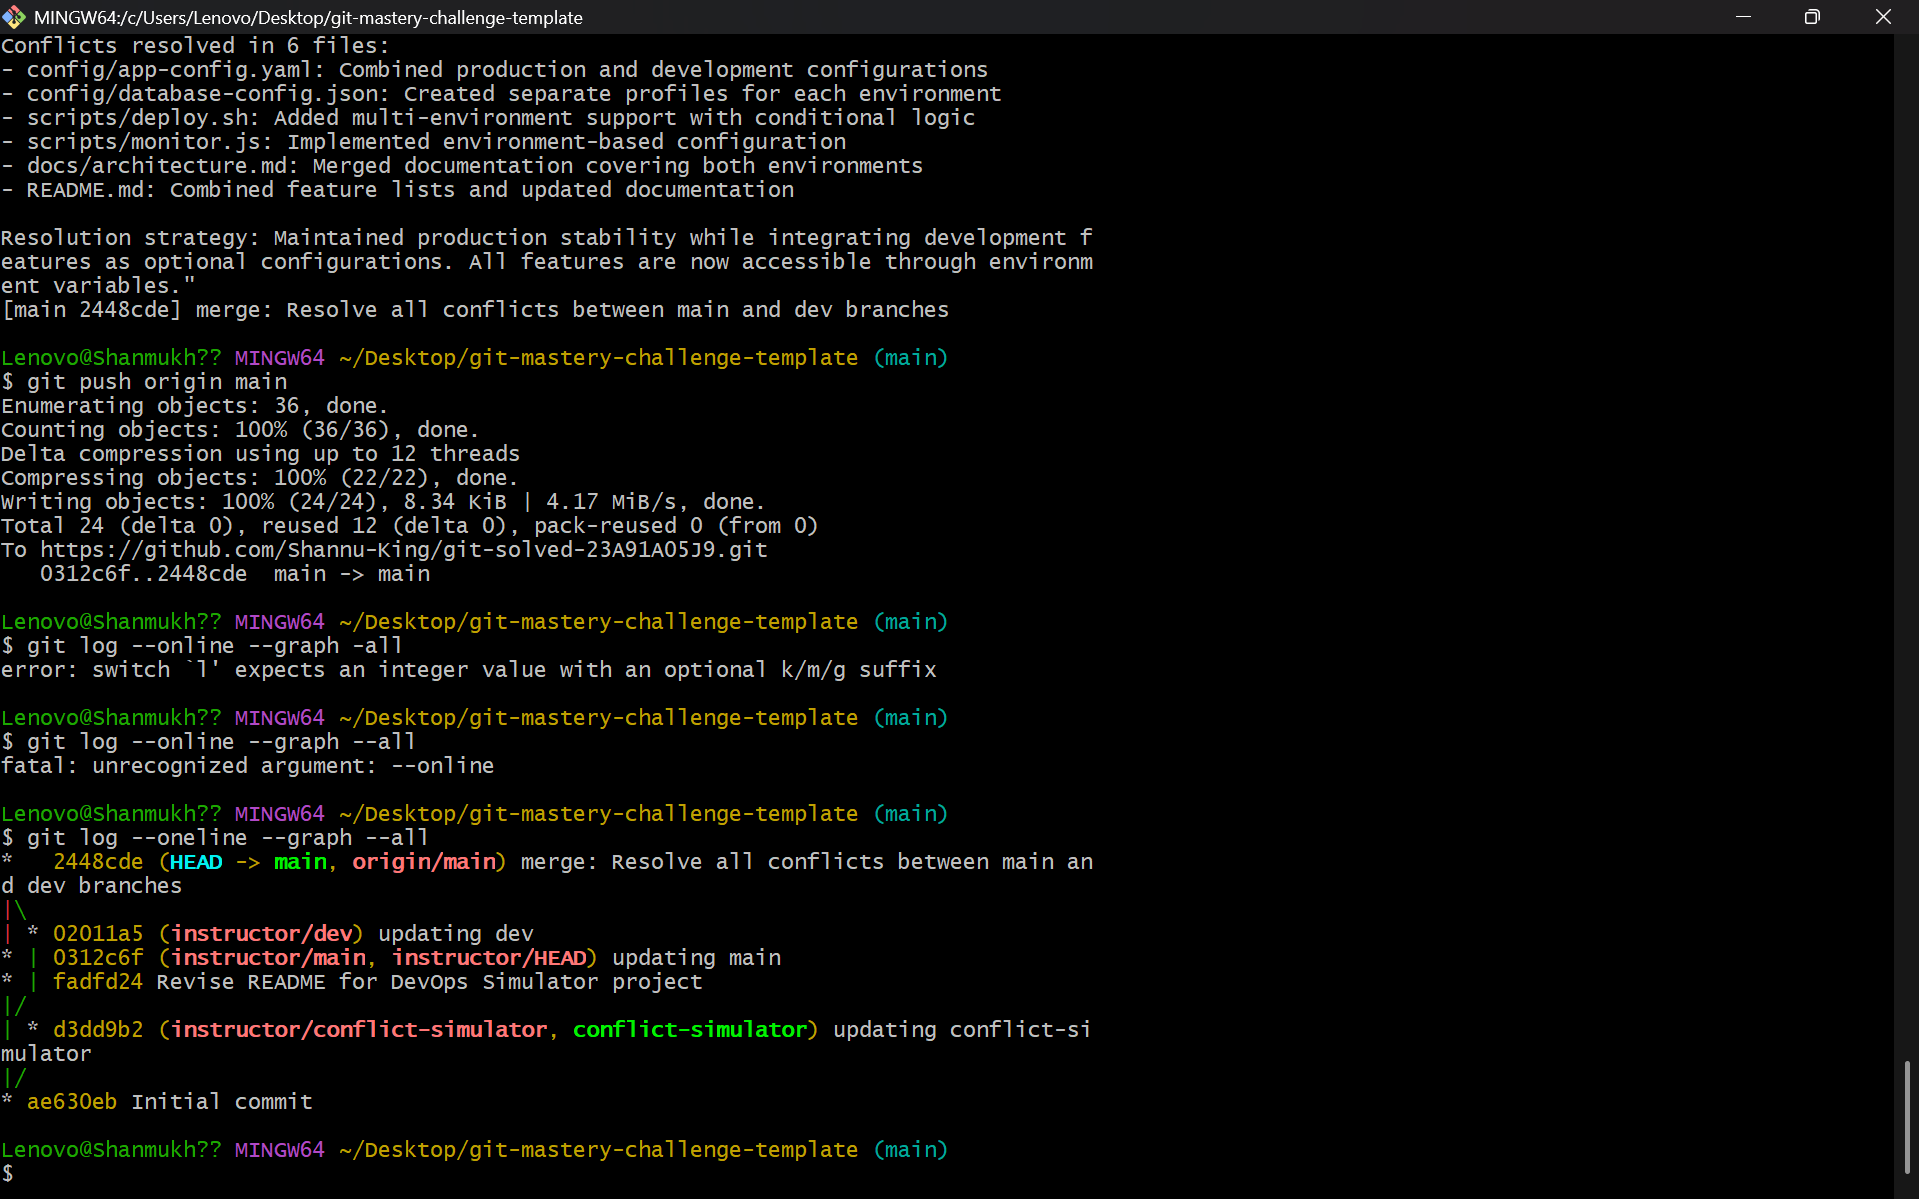 MINGW64:/c/Users/Lenovo/Desktop/git-mastery-challenge-template
Conflicts resolved in 6 files:
- config/app-config.yaml: Combined production and development configurations
- config/database-config.json: Created separate profiles for each environment
- scripts/deploy.sh: Added multi-environment support with conditional logic
- scripts/monitor.js: Implemented environment-based configuration
- docs/architecture.md: Merged documentation covering both environments
- README.md: Combined feature lists and updated documentation
Resolution strategy: Maintained production stability while integrating development f
eatures as optional configurations. All features are now accessible through environm
ent variables."
[main 2448cde] merge: Resolve all conflicts between main and dev branches
Lenovo@Shanmukh?? MINGW64 ~/Desktop/git-mastery-challenge-template (main)
$ git push origin main
Enumerating objects: 36, done.
Counting objects: 100% (36/36), done.
Delta compression using up to 12 threads
Compressing objects: 100% (22/22), done.
Writing objects: 100% (24/24), 8.34 KiB | 4.17 MiB/s, done.
Total 24 (delta 0), reused 12 (delta 0), pack-reused 0 (from 0)
To https://github.com/Shannu-King/git-solved-23A91A05J9.git
   0312c6f..2448cde  main -> main
Lenovo@Shanmukh?? MINGW64 ~/Desktop/git-mastery-challenge-template (main)
$ git log --online --graph -all
error: switch `l' expects an integer value with an optional k/m/g suffix
Lenovo@Shanmukh?? MINGW64 ~/Desktop/git-mastery-challenge-template (main)
$ git log --online --graph --all
fatal: unrecognized argument: --online
Lenovo@Shanmukh?? MINGW64 ~/Desktop/git-mastery-challenge-template (main)
$ git log --oneline --graph --all
*   2448cde (HEAD -> main, origin/main) merge: Resolve all conflicts between main an
d dev branches
|\
| * 02011a5 (instructor/dev) updating dev
* | 0312c6f (instructor/main, instructor/HEAD) updating main
* | fadfd24 Revise README for DevOps Simulator project
|/
| * d3dd9b2 (instructor/conflict-simulator, conflict-simulator) updating conflict-si
mulator
|/
* ae630eb Initial commit
Lenovo@Shanmukh?? MINGW64 ~/Desktop/git-mastery-challenge-template (main)
$